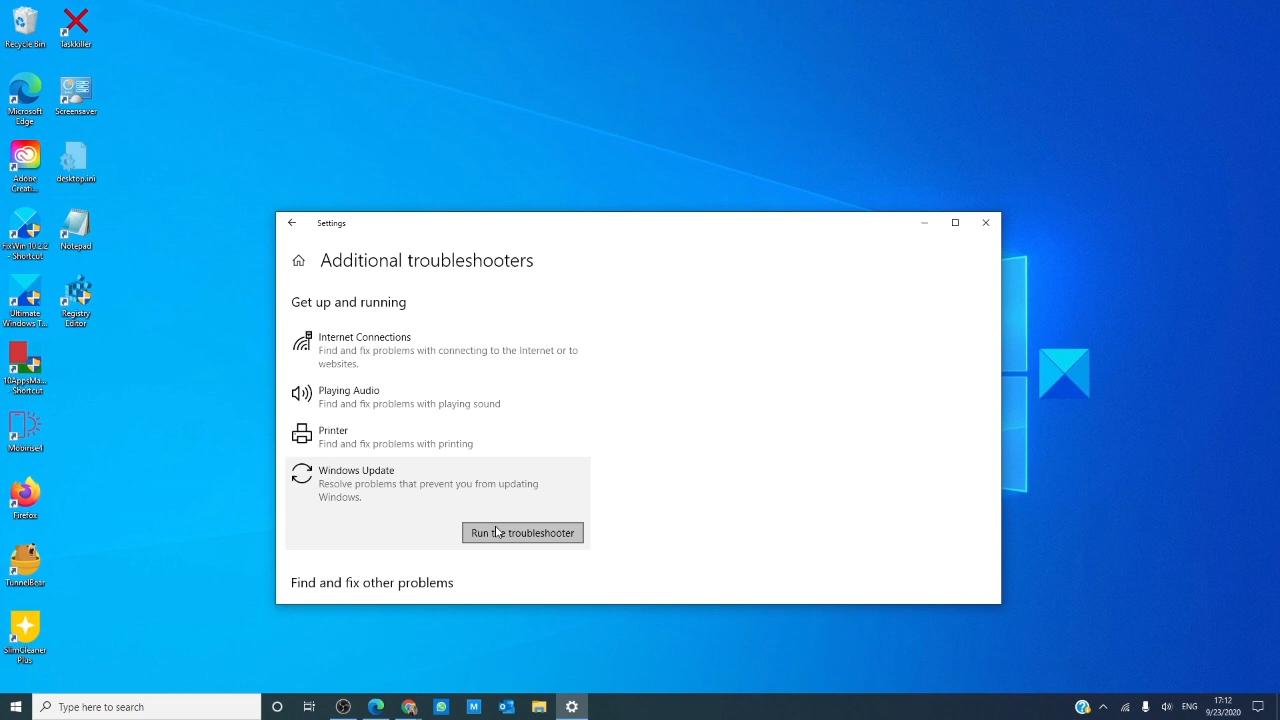 Recycle Bin
Taskkiller
Microsoft
Edge
Screensaver
Adobe
Creati...
desktop.ini
FixWin 10.2.2
- Shortcut
Notepad
Ultimate
Windows T...
Registry
Editor
10AppsMa...
- Shortcut
Mobirise4
Firefox
TunnelBear
SlimCleaner
Plus
Settings
Additional troubleshooters
Get up and running
Internet Connections
Find and fix problems with connecting to the Internet or to
websites.
Playing Audio
Find and fix problems with playing sound
Printer
Find and fix problems with printing
Windows Update
Resolve problems that prevent you from updating
Windows.
Run the troubleshooter
Find and fix other problems
Type here to search
M
ENG
17:12
9/23/2020